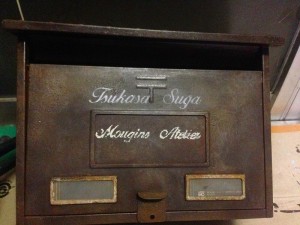 〒
Tsukasa Suga
Mougins Atelier